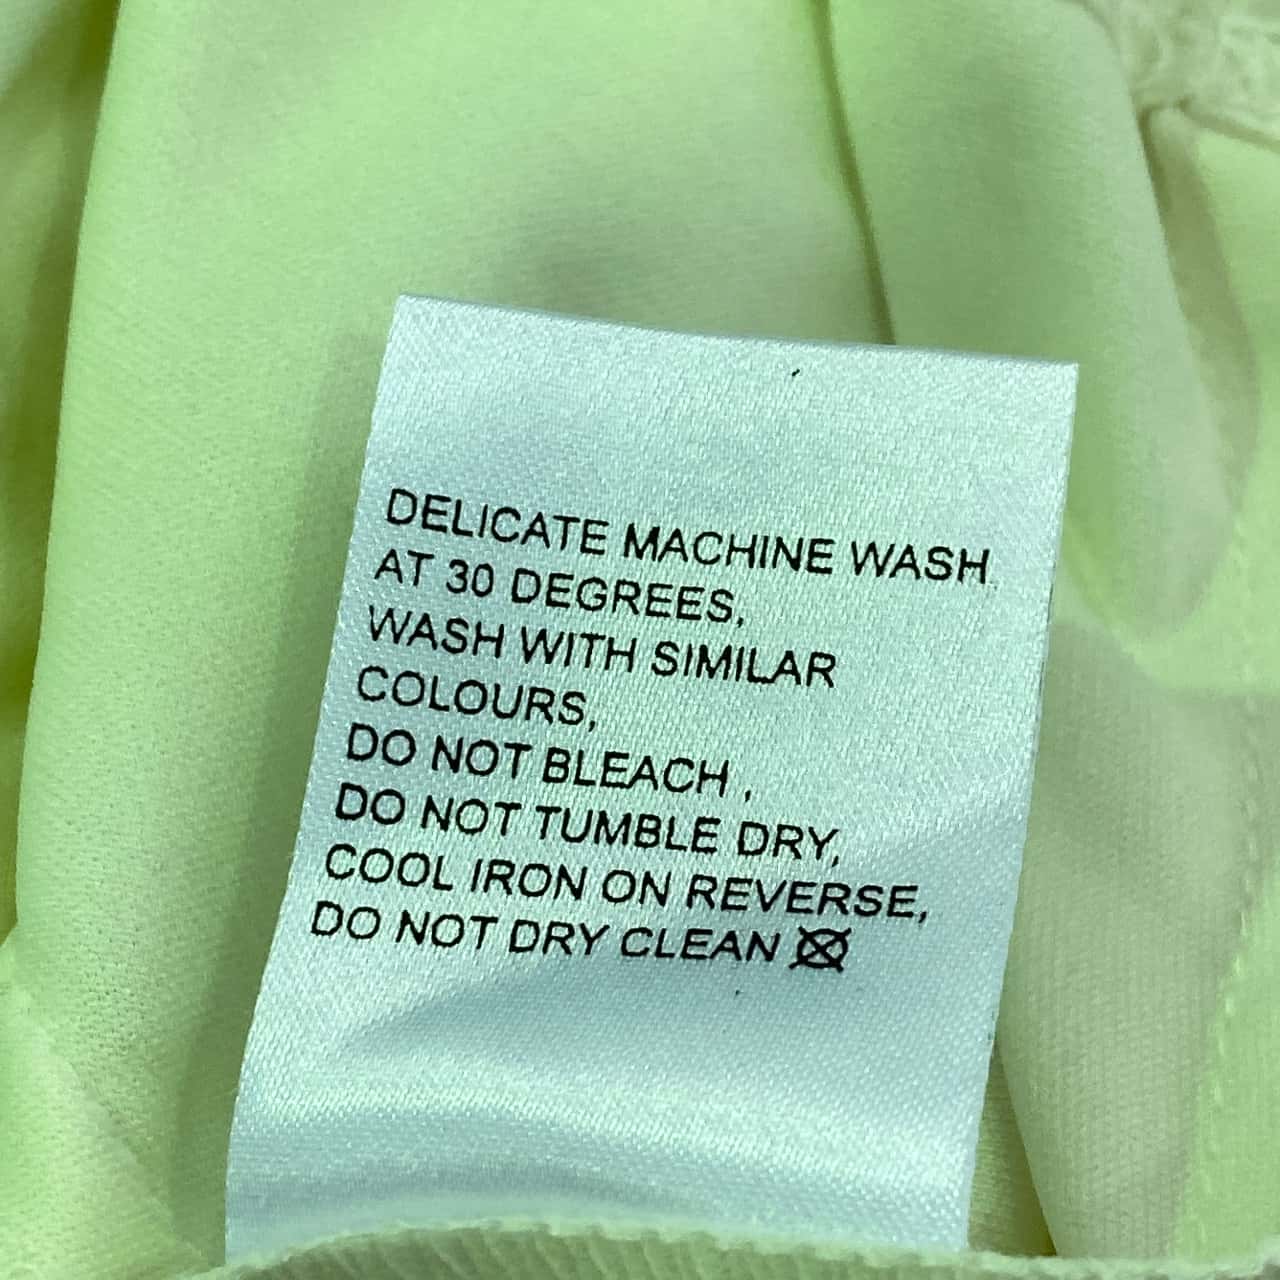 DELICATE MACHINE WASH
AT 30 DEGREES,
WASH WITH SIMILAR
COLOURS,
DO NOT BLEACH ,
DO NOT TUMBLE DRY,
COOL IRON ON REVERSE,
DO NOT DRY CLEAN